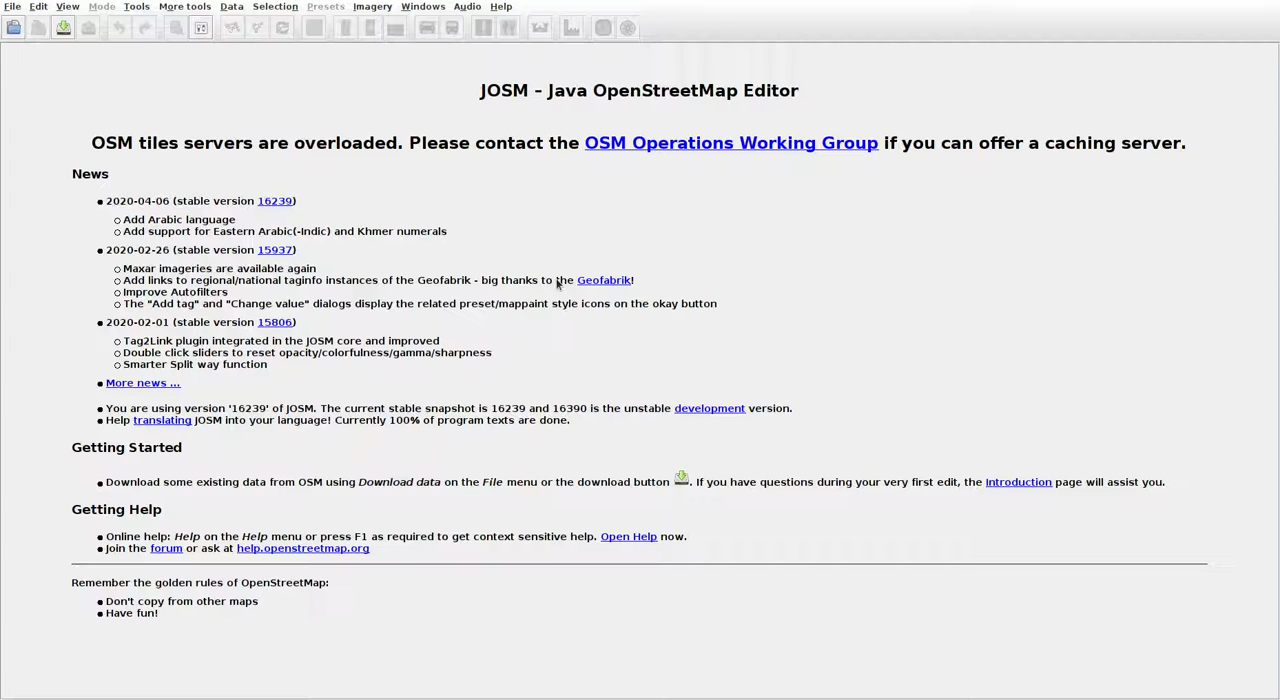 File Edit View Mode Tools More tools Data Selection Presets Imagery Windows Audio Help
JOSM – Java OpenStreetMap Editor
OSM tiles servers are overloaded. Please contact the OSM Operations Working Group if you can offer a caching server.
News
2020-04-06 (stable version 16239)
Add Arabic language
Add support for Eastern Arabic(-Indic) and Khmer numerals
2020-02-26 (stable version 15937)
Maxar imageries are available again
Add links to regional/national taginfo instances of the Geofabrik - big thanks to the Geofabrik!
Improve Autofilters
The "Add tag" and "Change value" dialogs display the related preset/mappaint style icons on the okay button
2020-02-01 (stable version 15806)
Tag2Link plugin integrated in the JOSM core and improved
Double click sliders to reset opacity/colorfulness/gamma/sharpness
Smarter Split way function
More news ...
You are using version '16239' of JOSM. The current stable snapshot is 16239 and 16390 is the unstable development version.
Help translating JOSM into your language! Currently 100% of program texts are done.
Getting Started
Download some existing data from OSM using Download data on the File menu or the download button . If you have questions during your very first edit, the Introduction page will assist you.
Getting Help
Online help: Help on the Help menu or press F1 as required to get context sensitive help. Open Help now.
Join the forum or ask at help.openstreetmap.org
Remember the golden rules of OpenStreetMap:
Don't copy from other maps
Have fun!